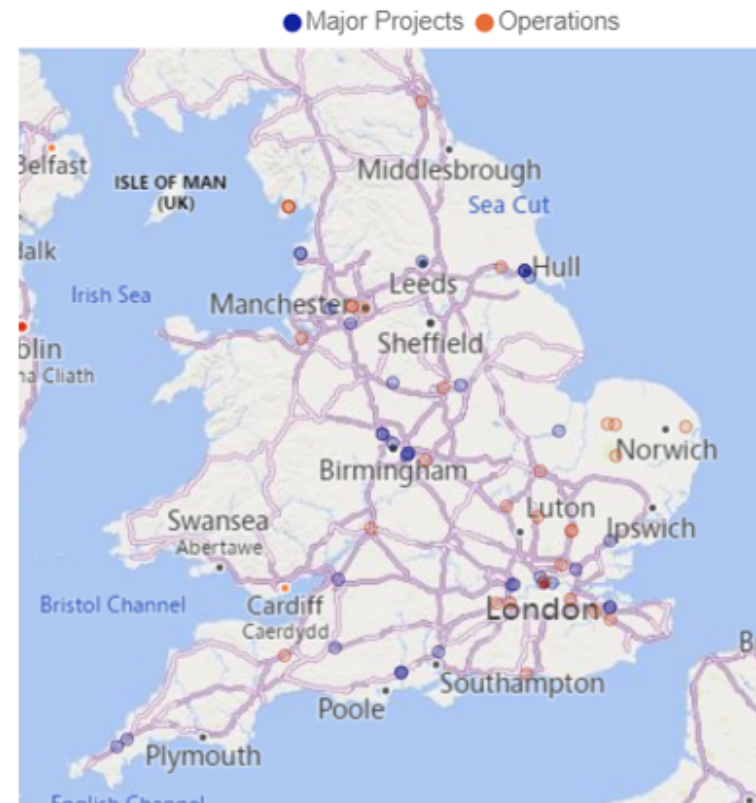 Major Projects Operations
Belfast
ISLE OF MAN
(UK)
Middlesbrough
Sea Cut
dalk
Hull
Leeds
Irish Sea
Manchester
Sheffield
blin
na Cliath
Norwich
Birmingham
Luton
Ipswich
Swansea
Abertawe
Bristol Channel
Cardiff
Caerdydd
London
Southampton
Poole
Plymouth
English Channel